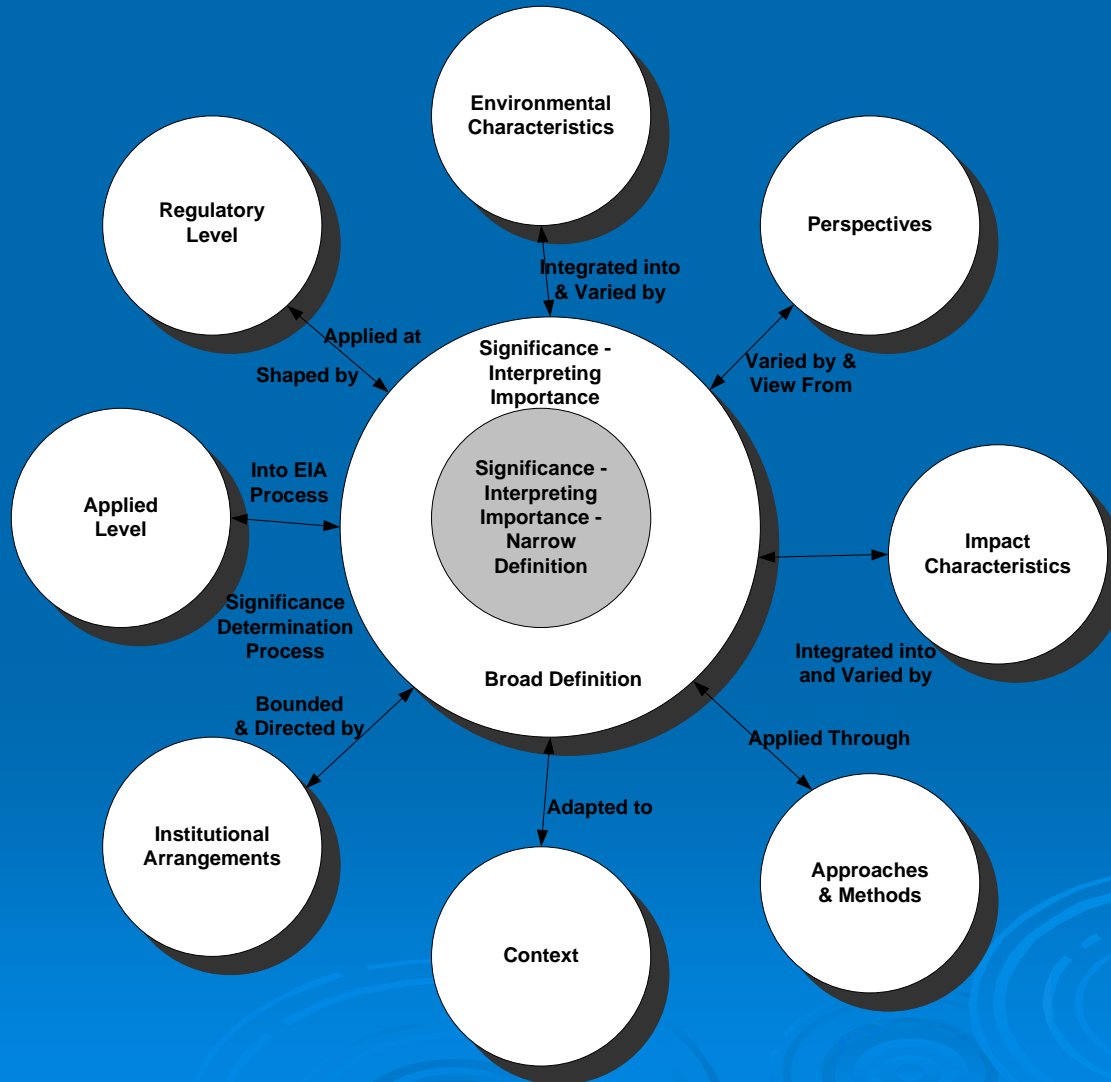 Environmental
Characteristics
Regulatory
Level
Perspectives
Integrated into
& Varied by
Applied at
Shaped by
Varied by &
View From
Significance -
Interpreting
Importance
Significance -
Interpreting
Importance -
Narrow
Definition
Broad Definition
Into EIA
Process
Applied
Level
Impact
Characteristics
Significance
Determination
Process
Integrated into
and Varied by
Bounded
& Directed by
Applied Through
Adapted to
Institutional
Arrangements
Approaches
& Methods
Context